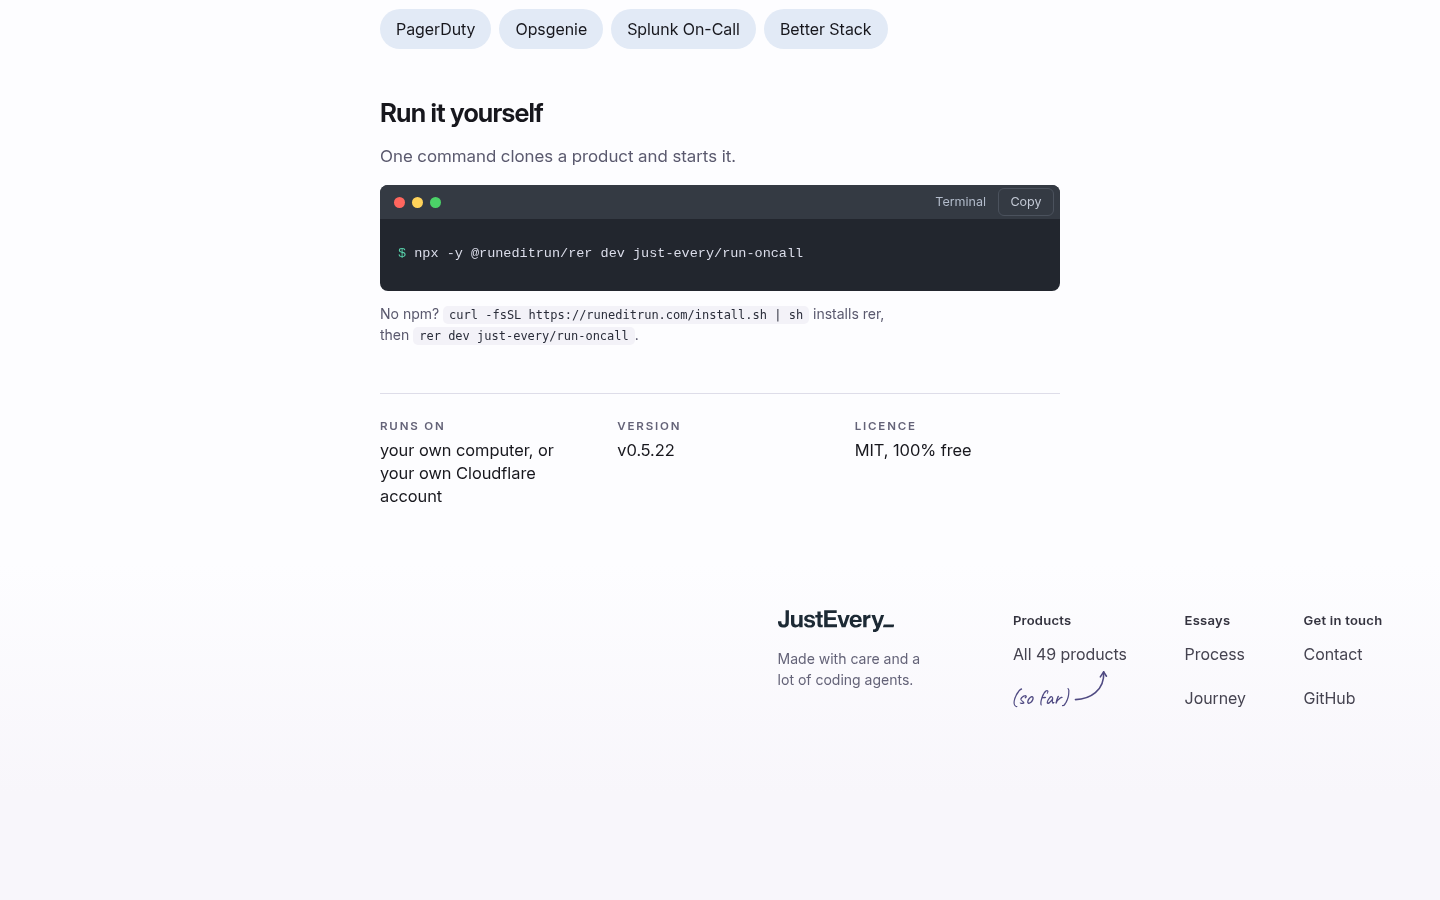 PagerDuty Opsgenie Splunk On-Call Better Stack
Run it yourself
One command clones a product and starts it.
Terminal Copy
$ npx -y @runeditrun/rer dev just-every/run-oncall
No npm? curl -fsSL https://runeditrun.com/install.sh | sh installs rer,
then rer dev just-every/run-oncall.
RUNS ON
your own computer, or
your own Cloudflare
account
VERSION
v0.5.22
LICENCE
MIT, 100% free
JustEvery_
Made with care and a
lot of coding agents.
Products
All 49 products
(so far)
Essays
Process
Journey
Get in touch
Contact
GitHub